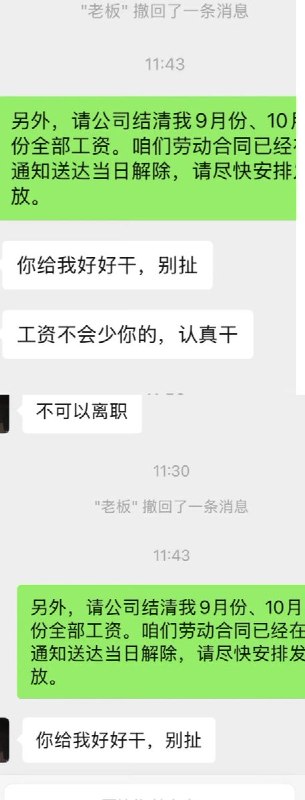 "老板" 撤回了一条消息
11:43
另外，请公司结清我9月份、10月
份全部工资。咱们劳动合同已经
通知送达当日解除，请尽快安排
放。
你给我好好干，别扯
工资不会少你的，认真干
不可以离职
11:30
"老板" 撤回了一条消息
11:43
另外，请公司结清我9月份、10月
份全部工资。咱们劳动合同已经在
通知送达当日解除，请尽快安排发
放。
你给我好好干，别扯